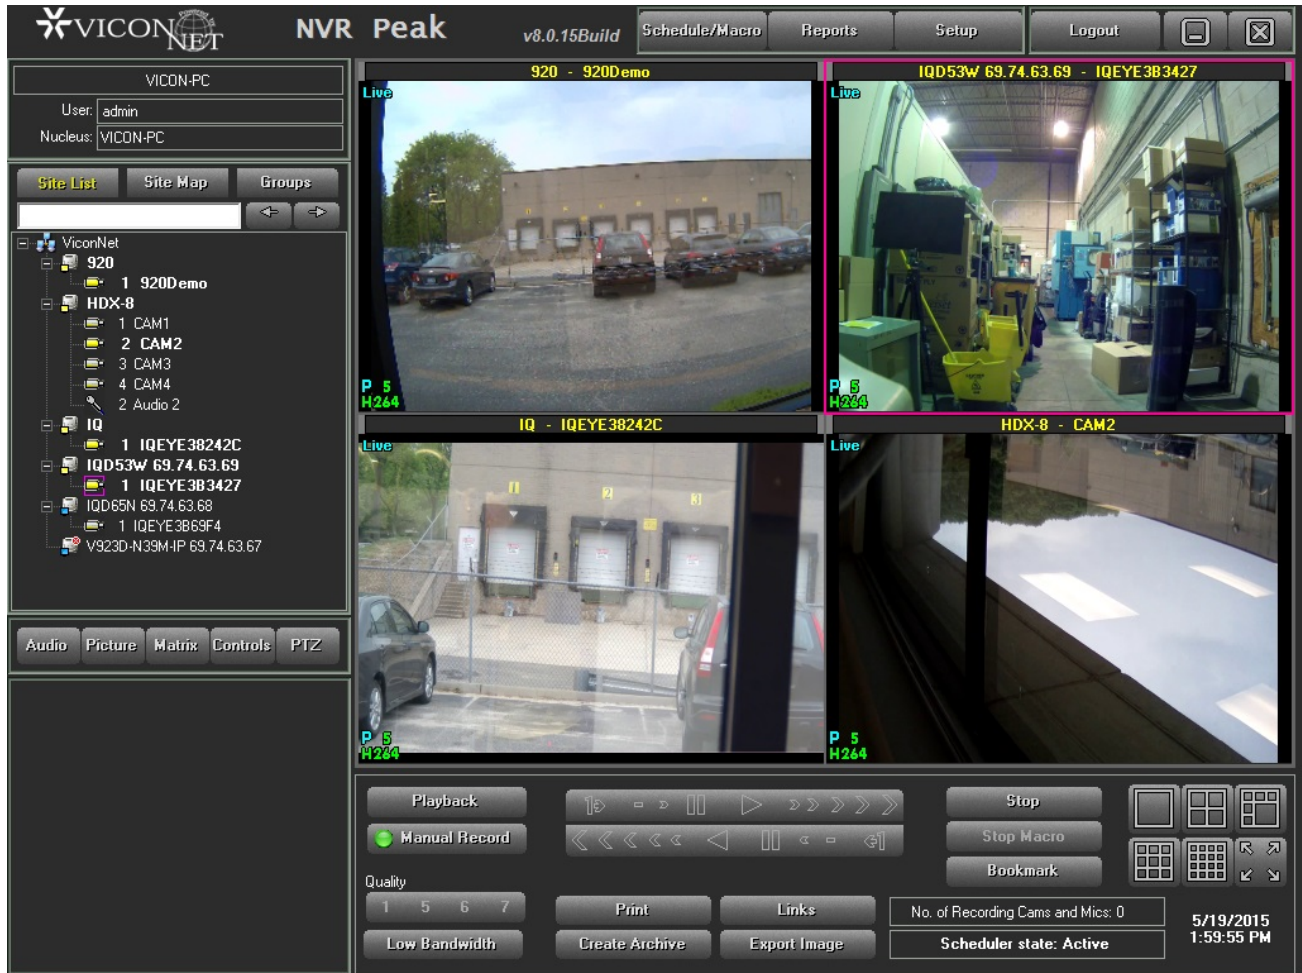 VICON
POWERED BY
NET
NVR Peak
v8.0.15Build
Schedule/Macro
Reports
Setup
Logout
VICON-PC
User: admin
Nucleus: VICON-PC
Site List
Site Map
Groups
ViconNet
920
1 920Demo
HDX-8
1 CAM1
2 CAM2
3 CAM3
4 CAM4
2 Audio 2
IQ
1 IQEYE38242C
IQD53W 69.74.63.69
1 IQEYE3B3427
IQD65N 69.74.63.68
1 IQEYE3B69F4
V923D-N39M-IP 69.74.63.67
Audio
Picture
Matrix
Controls
PTZ
920 - 920Demo
Live
P 5
H264
IQD53W 69.74.63.69 - IQEYE3B3427
Live
P 5
H264
IQ - IQEYE38242C
Live
1
2
3
P 5
H264
HDX-8 - CAM2
Live
P 5
H264
Playback
Manual Record
Quality
1 5 6 7
Low Bandwidth
1
1
Print
Links
Create Archive
Export Image
Stop
Stop Macro
Bookmark
No. of Recording Cams and Mics: 0
Scheduler state: Active
5/19/2015
1:59:55 PM